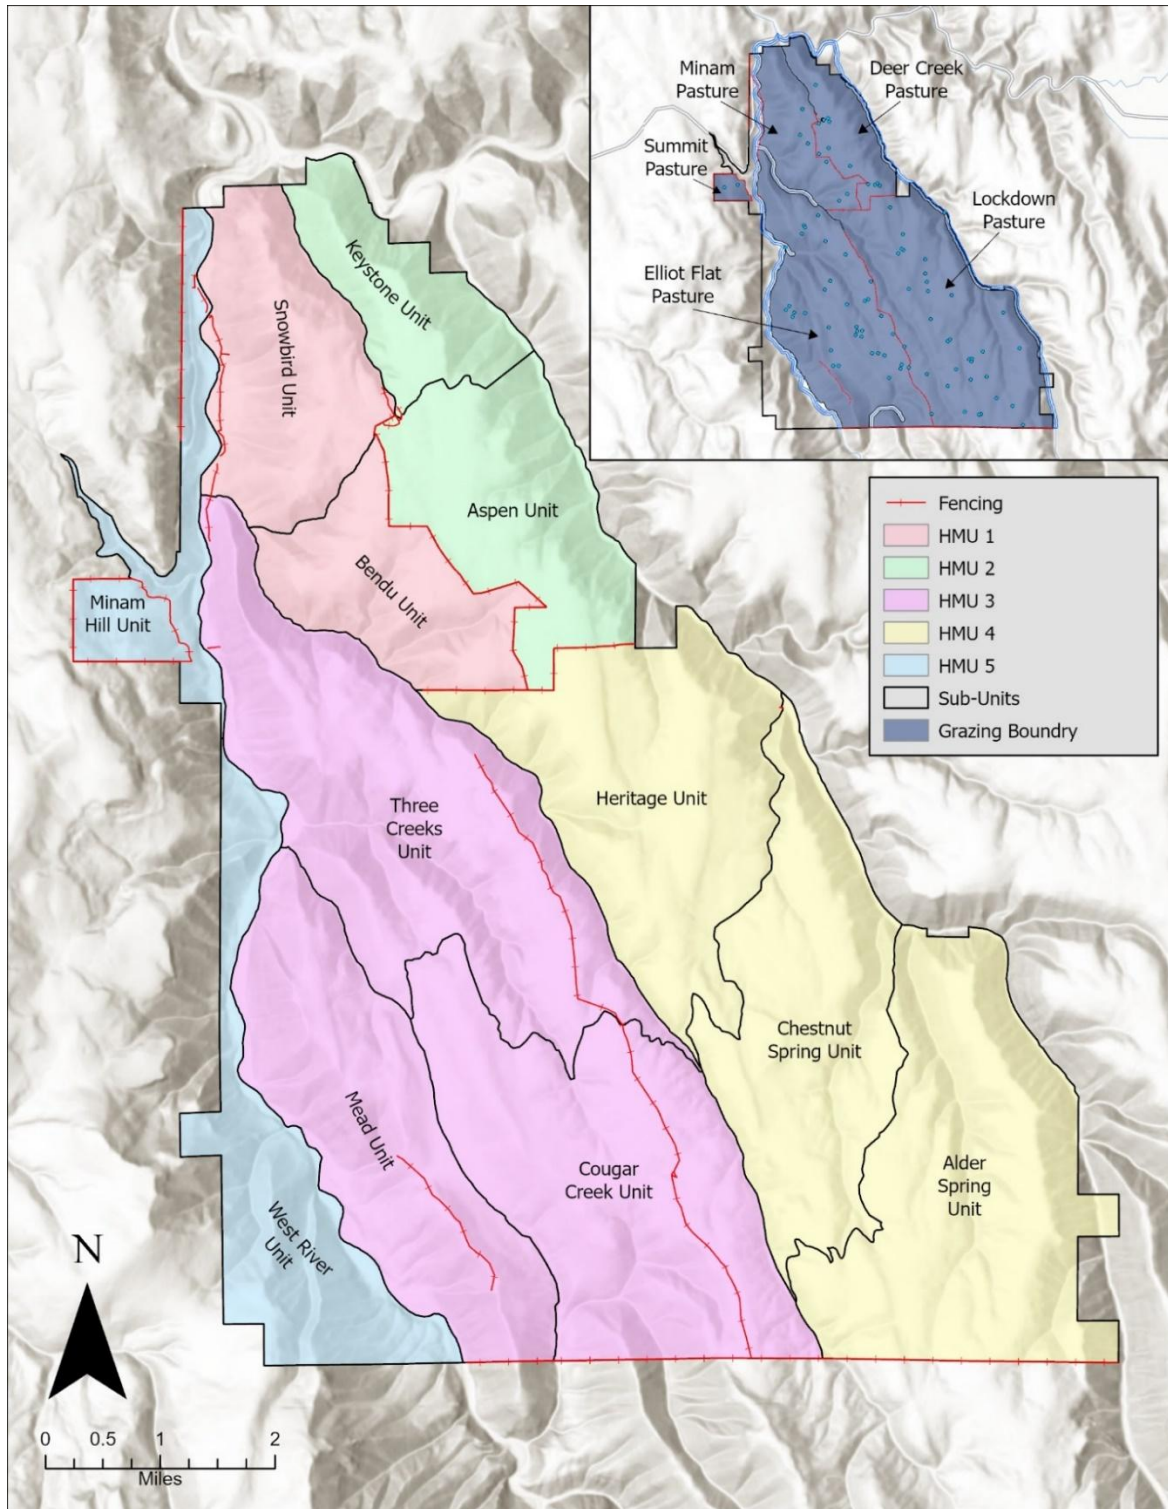 Minam
Pasture
Deer Creek
Pasture
Summit
Pasture
Lockdown
Pasture
Elliot Flat
Pasture
Keystone Unit
Snowbird Unit
Aspen Unit
Bendu Unit
Minam
Hill Unit
Three
Creeks
Unit
Heritage Unit
Chestnut
Spring Unit
Mead Unit
Cougar
Creek Unit
Alder
Spring
Unit
West River
Unit
Fencing
HMU 1
HMU 2
HMU 3
HMU 4
HMU 5
Sub-Units
Grazing Boundry
N
0 0.5 1 2
Miles